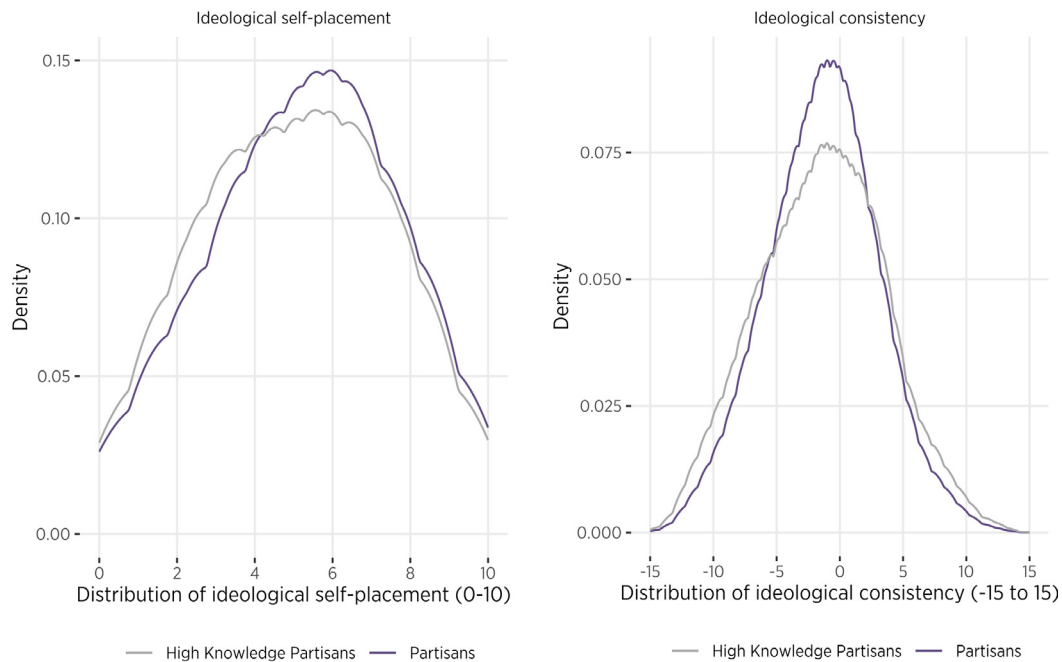 Ideological self-placement
Density
0.15
0.10
0.05
0.00
0 2 4 6 8 10
Distribution of ideological self-placement (0-10)
High Knowledge Partisans Partisans
Ideological consistency
Density
0.075
0.050
0.025
0.000
-15 -10 -5 0 5 10 15
Distribution of ideological consistency (-15 to 15)
High Knowledge Partisans Partisans